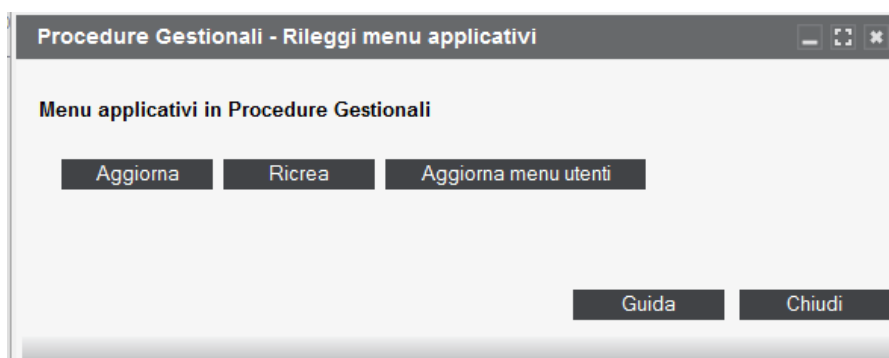 Procedure Gestionali - Rileggi menu applicativi
Menu applicativi in Procedure Gestionali
Aggiorna Ricrea Aggiorna menu utenti
Guida Chiudi